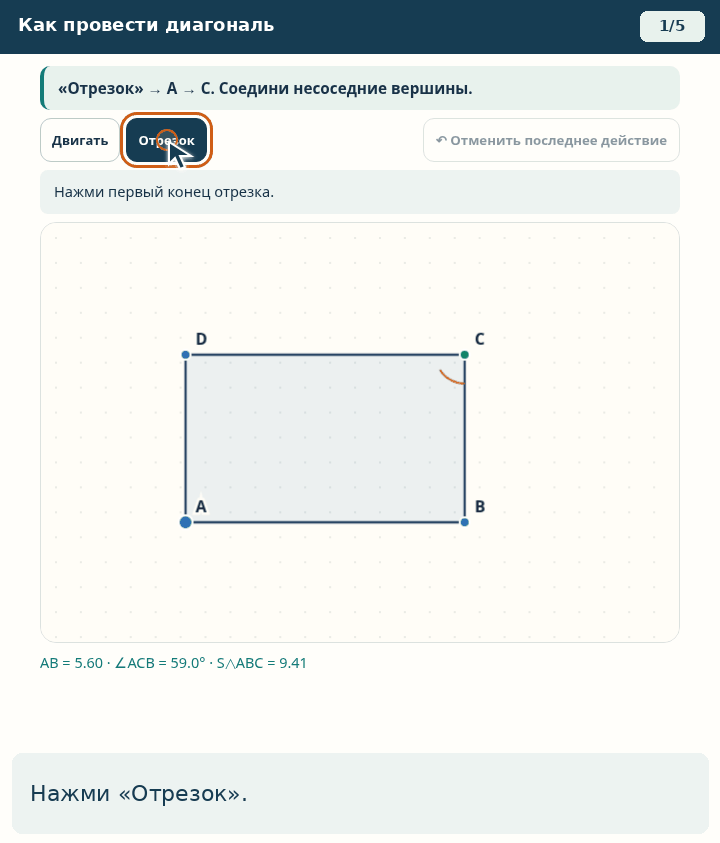 Как провести диагональ
1/5
«Отрезок» → A → C. Соедини несоседние вершины.
Двигать
Отрезок
↶ Отменить последнее действие
Нажми первый конец отрезка.
D
C
A
B
AB = 5.60 · ∠ACB = 59.0° · S△ABC = 9.41
Нажми «Отрезок».